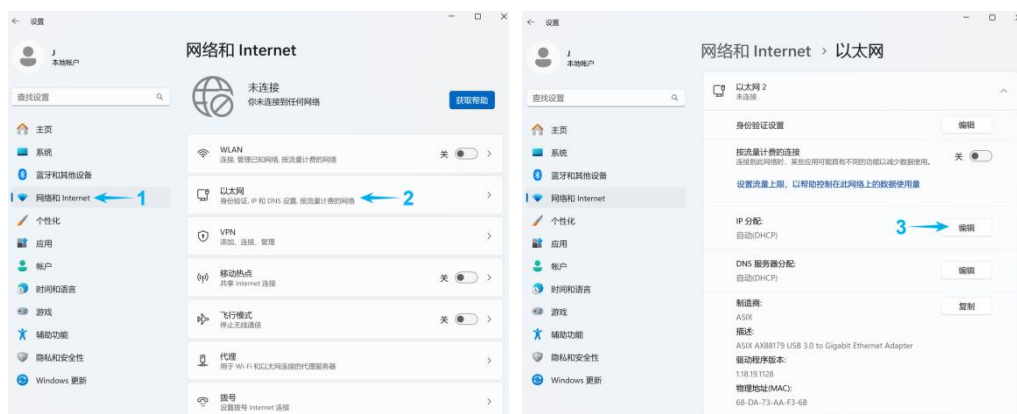 设置
J
本地帐户
查找设置
主页
系统
蓝牙和其他设备
网络和 Internet
1
个性化
应用
帐户
时间和语言
游戏
辅助功能
隐私和安全性
Windows 更新
网络和 Internet
未连接
你未连接到任何网络
获取帮助
WLAN
连接, 管理已知网络, 按流量计费的网络
关
以太网
身份验证, IP 和 DNS 设置, 按流量计费的网络
2
VPN
添加、连接、管理
移动热点
共享 Internet 连接
关
飞行模式
停止无线通信
关
代理
用于 Wi-Fi 和以太网连接的代理服务器
拨号
设置拨号 Internet 连接
设置
J
本地帐户
查找设置
主页
系统
蓝牙和其他设备
网络和 Internet
个性化
应用
帐户
时间和语言
游戏
辅助功能
隐私和安全性
Windows 更新
网络和 Internet › 以太网
以太网 2
未连接
身份验证设置
编辑
按流量计费的连接
连接到此网络时，某些应用可能具有不同的功能以减少数据使用。
关
设置流量上限，以帮助控制在此网络上的数据使用量
IP 分配:
自动(DHCP)
3
编辑
DNS 服务器分配:
自动(DHCP)
编辑
制造商:
ASIX
复制
描述:
ASIX AX88179 USB 3.0 to Gigabit Ethernet Adapter
驱动程序版本:
1.18.19.1128
物理地址(MAC):
68-DA-73-AA-F3-6B